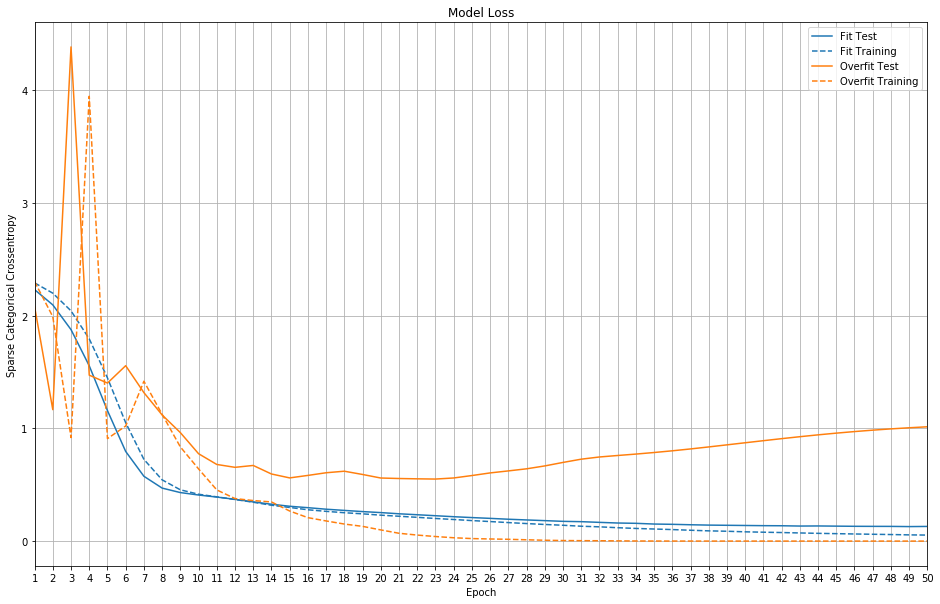 Model Loss
Fit Test
Fit Training
Overfit Test
Overfit Training
Sparse Categorical Crossentropy
4
3
2
1
0
1 2 3 4 5 6 7 8 9 10 11 12 13 14 15 16 17 18 19 20 21 22 23 24 25 26 27 28 29 30 31 32 33 34 35 36 37 38 39 40 41 42 43 44 45 46 47 48 49 50
Epoch